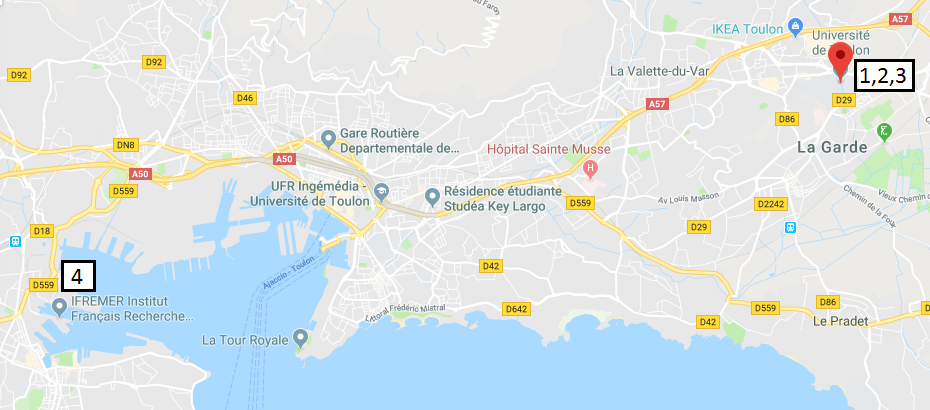 au Faron
A57
IKEA Toulon
Université
de Toulon
1,2,3
D92
D92
La Valette-du-Var
D46
A57
D29
D86
DN8
Gare Routière
Departementale de...
Hôpital Sainte Musse
H
La Garde
A50
A50
D559
UFR Ingémédia -
Université de Toulon
Résidence étudiante
Studéa Key Largo
D559
Av Louis Masson
D2242
Chemin de la Foux
Vieux Chemin d
D18
D29
4
D559
Ajaccio - Toulon
D42
IFREMER Institut
Français Recherche...
Littoral Frédéric Mistral
D642
D559
D86
D
La Tour Royale
D42
Le Pradet